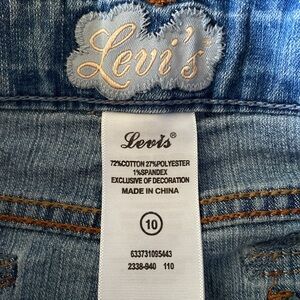 Levi's
Levi's®
72%COTTON 27%POLYESTER
1%SPANDEX
EXCLUSIVE OF DECORATION
MADE IN CHINA
10
633731095443
2338-940 110